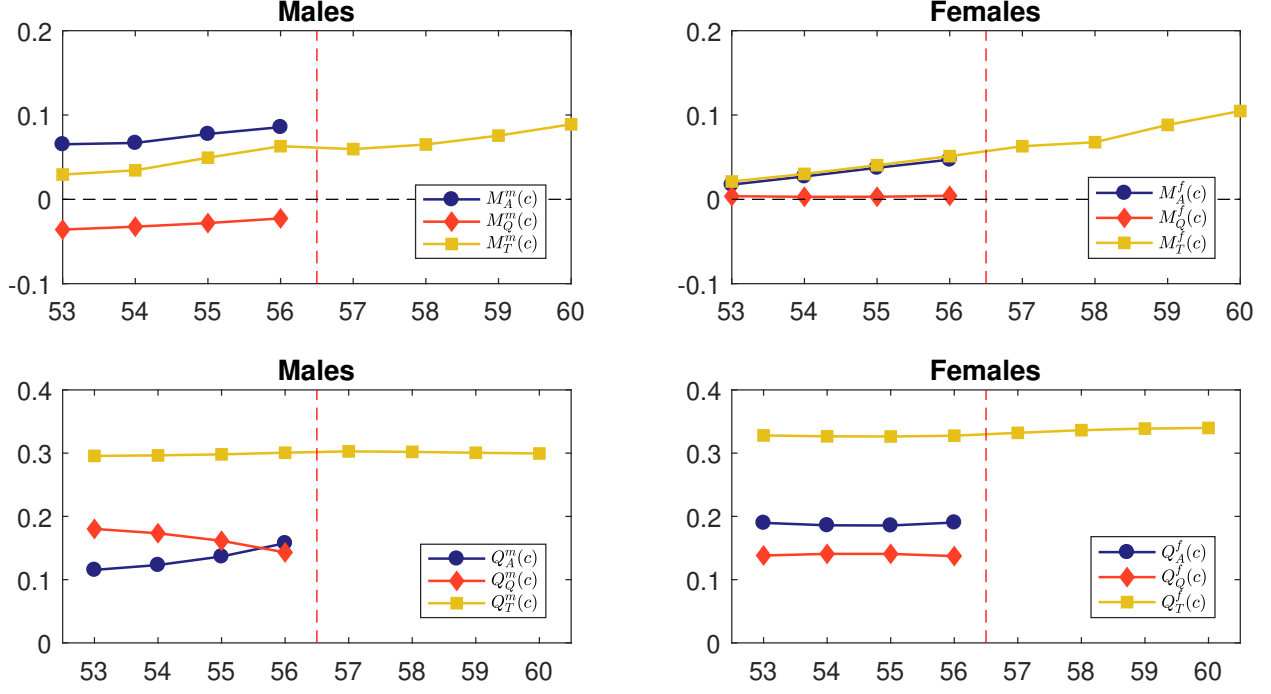 Males
0.2
0.1
0
-0.1
53 54 55 56 57 58 59 60
M_A^m(c)
M_Q^m(c)
M_T^m(c)
Females
0.2
0.1
0
-0.1
53 54 55 56 57 58 59 60
M_A^f(c)
M_Q^f(c)
M_T^f(c)
Males
0.4
0.3
0.2
0.1
0
53 54 55 56 57 58 59 60
Q_A^m(c)
Q_Q^m(c)
Q_T^m(c)
Females
0.4
0.3
0.2
0.1
0
53 54 55 56 57 58 59 60
Q_A^f(c)
Q_Q^f(c)
Q_T^f(c)